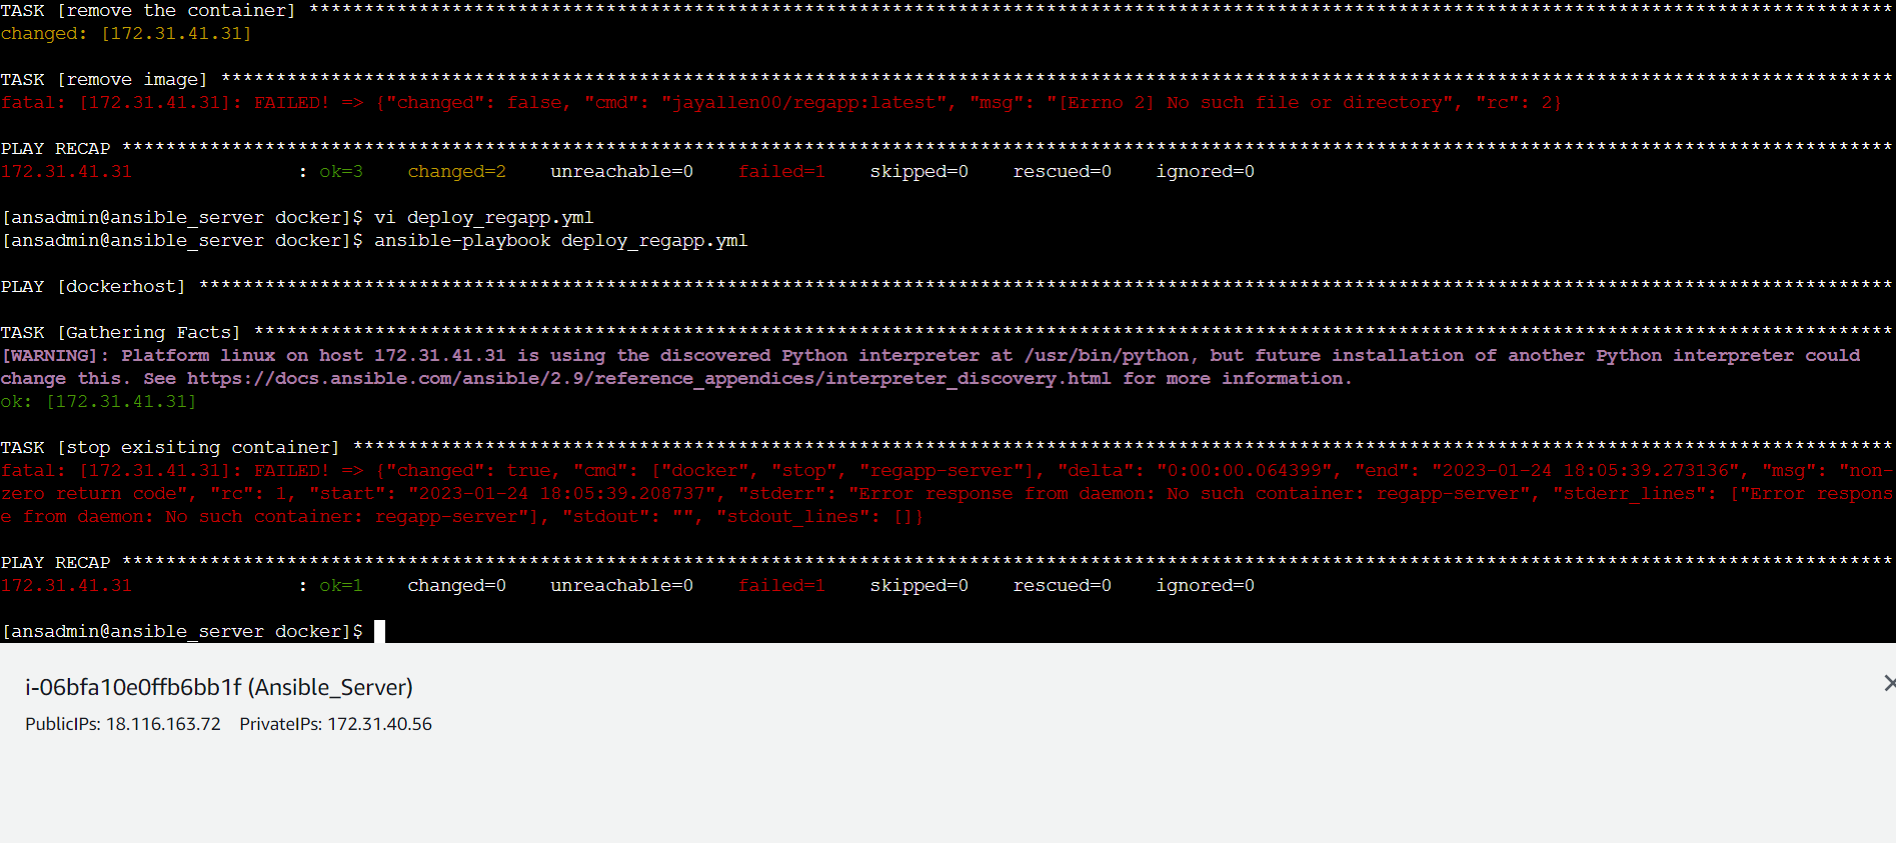 TASK [remove the container] ************************************************************************************************************************************************
changed: [172.31.41.31]
TASK [remove image] ********************************************************************************************************************************************************
fatal: [172.31.41.31]: FAILED! => {"changed": false, "cmd": "jayallen00/regapp:latest", "msg": "[Errno 2] No such file or directory", "rc": 2}
PLAY RECAP *****************************************************************************************************************************************************************
172.31.41.31               : ok=3    changed=2    unreachable=0    failed=1    skipped=0    rescued=0    ignored=0
[ansadmin@ansible_server docker]$ vi deploy_regapp.yml
[ansadmin@ansible_server docker]$ ansible-playbook deploy_regapp.yml
PLAY [dockerhost] **********************************************************************************************************************************************************
TASK [Gathering Facts] *****************************************************************************************************************************************************
[WARNING]: Platform linux on host 172.31.41.31 is using the discovered Python interpreter at /usr/bin/python, but future installation of another Python interpreter could
change this. See https://docs.ansible.com/ansible/2.9/reference_appendices/interpreter_discovery.html for more information.
ok: [172.31.41.31]
TASK [stop exisiting container] ********************************************************************************************************************************************
fatal: [172.31.41.31]: FAILED! => {"changed": true, "cmd": ["docker", "stop", "regapp-server"], "delta": "0:00:00.064399", "end": "2023-01-24 18:05:39.273136", "msg": "non-
zero return code", "rc": 1, "start": "2023-01-24 18:05:39.208737", "stderr": "Error response from daemon: No such container: regapp-server", "stderr_lines": ["Error respons
e from daemon: No such container: regapp-server"], "stdout": "", "stdout_lines": []}
PLAY RECAP *****************************************************************************************************************************************************************
172.31.41.31               : ok=1    changed=0    unreachable=0    failed=1    skipped=0    rescued=0    ignored=0
[ansadmin@ansible_server docker]$
i-06bfa10e0ffb6bb1f (Ansible_Server)
PublicIPs: 18.116.163.72    PrivateIPs: 172.31.40.56